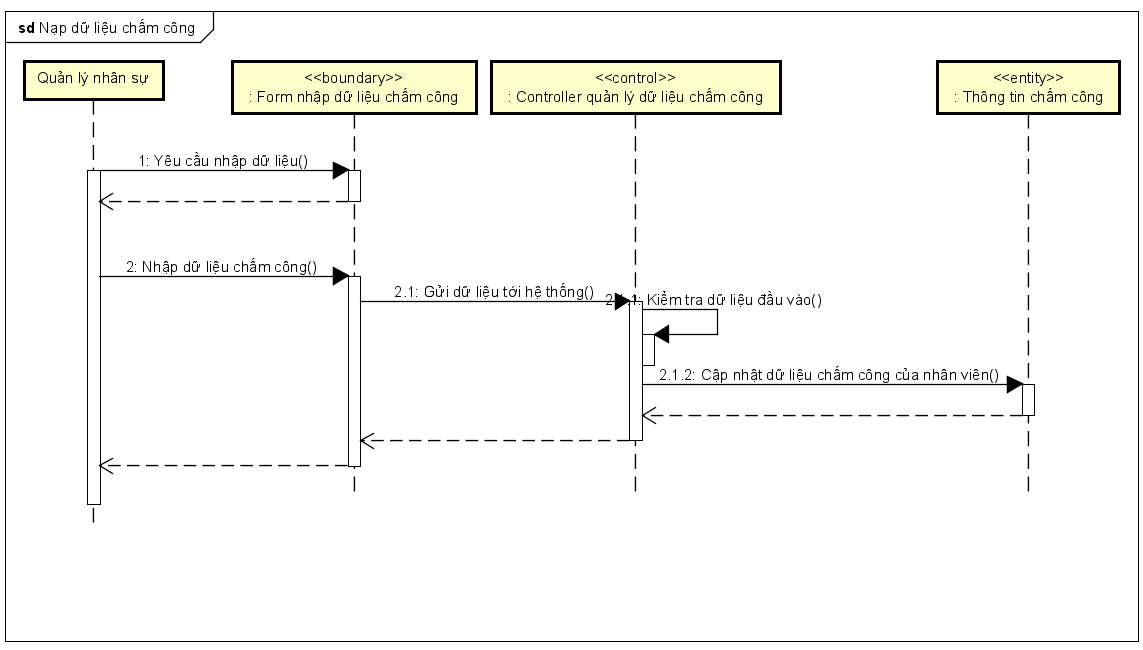 sd Nạp dữ liệu chấm công
Quản lý nhân sự
<<boundary>>
: Form nhập dữ liệu chấm công
<<control>>
: Controller quản lý dữ liệu chấm công
<<entity>>
: Thông tin chấm công
1: Yêu cầu nhập dữ liệu()
2: Nhập dữ liệu chấm công()
2.1: Gửi dữ liệu tới hệ thống()
2.1.1: Kiểm tra dữ liệu đầu vào()
2.1.2: Cập nhật dữ liệu chấm công của nhân viên()